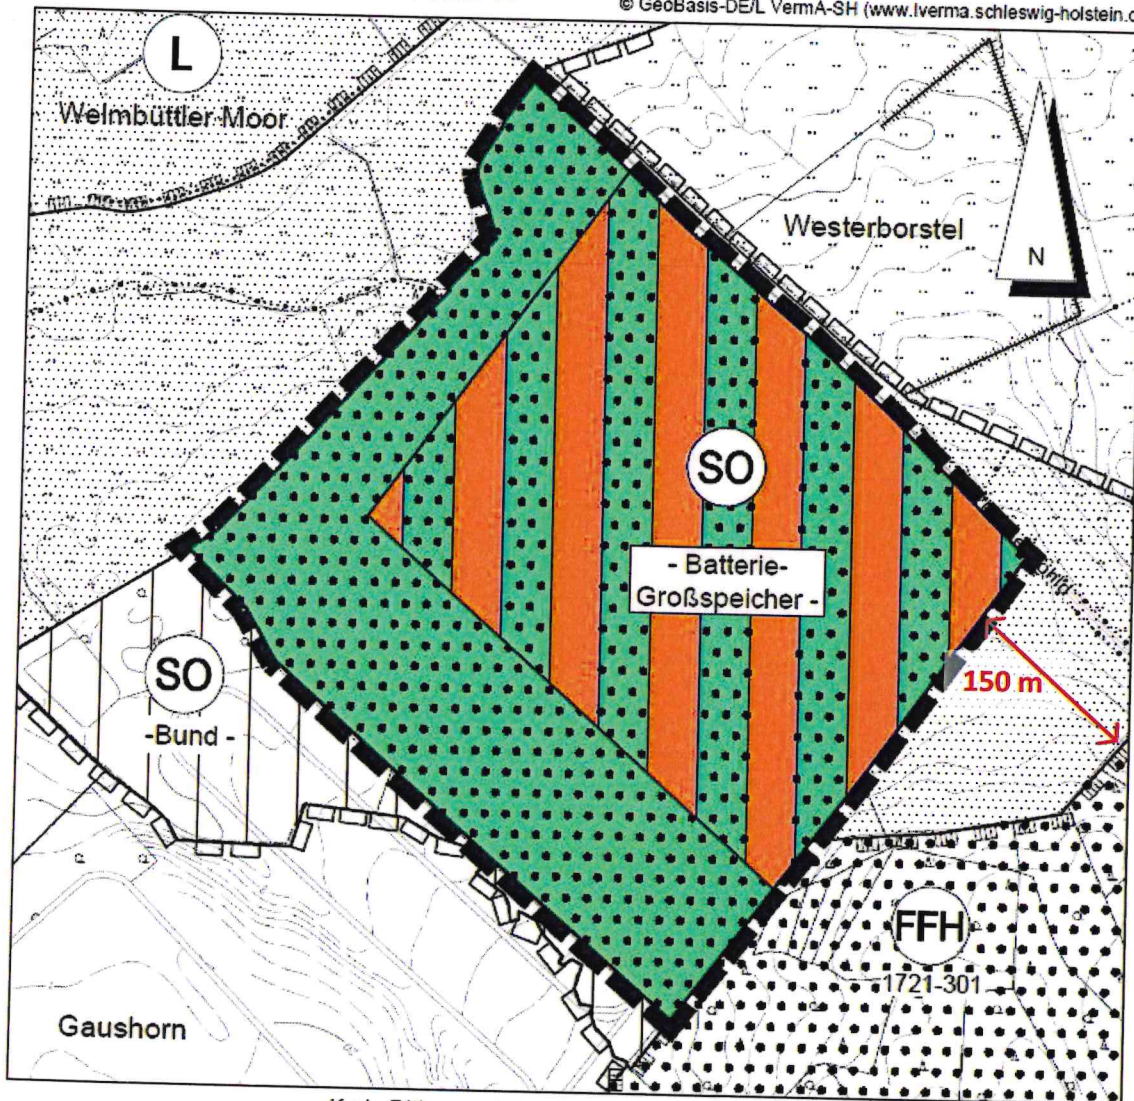 © GeoBasis-DE/L VermA-SH (www.lverma.schleswig-holstein.d
L
Welmbüttler Moor
Westerborstel
N
SO
- Batterie-
Großspeicher -
150 m
SO
-Bund -
FFH
1721-301
Gaushorn